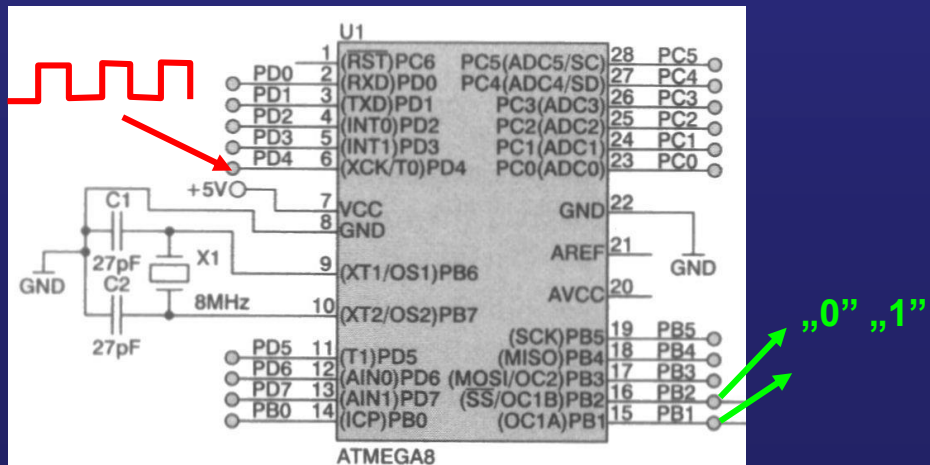 U1
1 (RST)PC6 PC5(ADC5/SC) 28 PC5
PD0 2 (RXD)PD0 PC4(ADC4/SD) 27 PC4
PD1 3 (TXD)PD1 PC3(ADC3) 26 PC3
PD2 4 (INT0)PD2 PC2(ADC2) 25 PC2
PD3 5 (INT1)PD3 PC1(ADC1) 24 PC1
PD4 6 (XCK/T0)PD4 PC0(ADC0) 23 PC0
+5V
7 VCC GND 22
8 GND
C1
27pF
GND
X1
8MHz
C2
27pF
AREF 21
GND
9 (XT1/OS1)PB6
AVCC 20
10 (XT2/OS2)PB7
(SCK)PB5 19 PB5
PD5 11 (T1)PD5 (MISO)PB4 18 PB4
PD6 12 (AIN0)PD6 (MOSI/OC2)PB3 17 PB3
PD7 13 (AIN1)PD7 (SS/OC1B)PB2 16 PB2
PB0 14 (ICP)PB0 (OC1A)PB1 15 PB1
„0” „1”
ATMEGA8